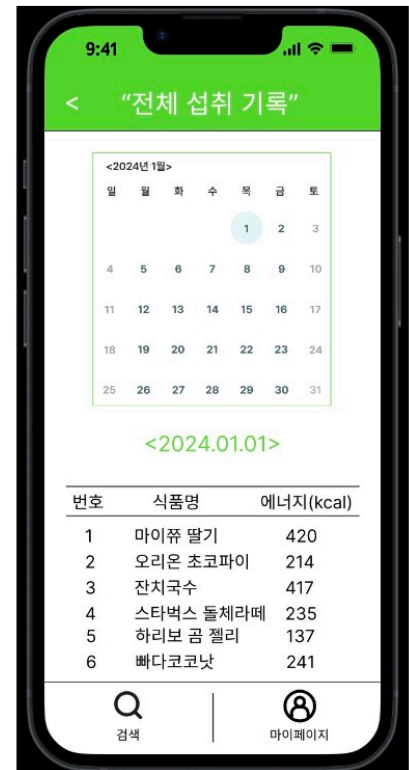 9:41
< “전체 섭취 기록”
<2024년 1월>
일 월 화 수 목 금 토
1 2 3
4 5 6 7 8 9 10
11 12 13 14 15 16 17
18 19 20 21 22 23 24
25 26 27 28 29 30 31
<2024.01.01>
번호 식품명 에너지(kcal)
1 마이쮸 딸기 420
2 오리온 초코파이 214
3 잔치국수 417
4 스타벅스 돌체라떼 235
5 하리보 곰 젤리 137
6 빠다코코낫 241
검색 마이페이지